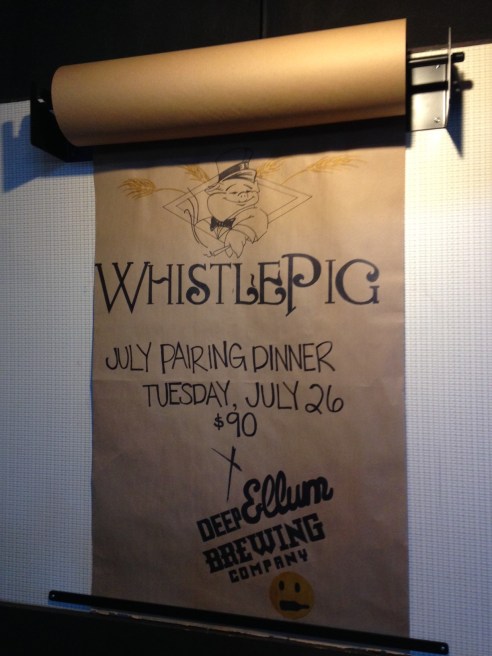 WHISTLEPIG
JULY PAIRING DINNER
TUESDAY, JULY 26
$90
X
DEEP Ellum
BREWING
COMPANY